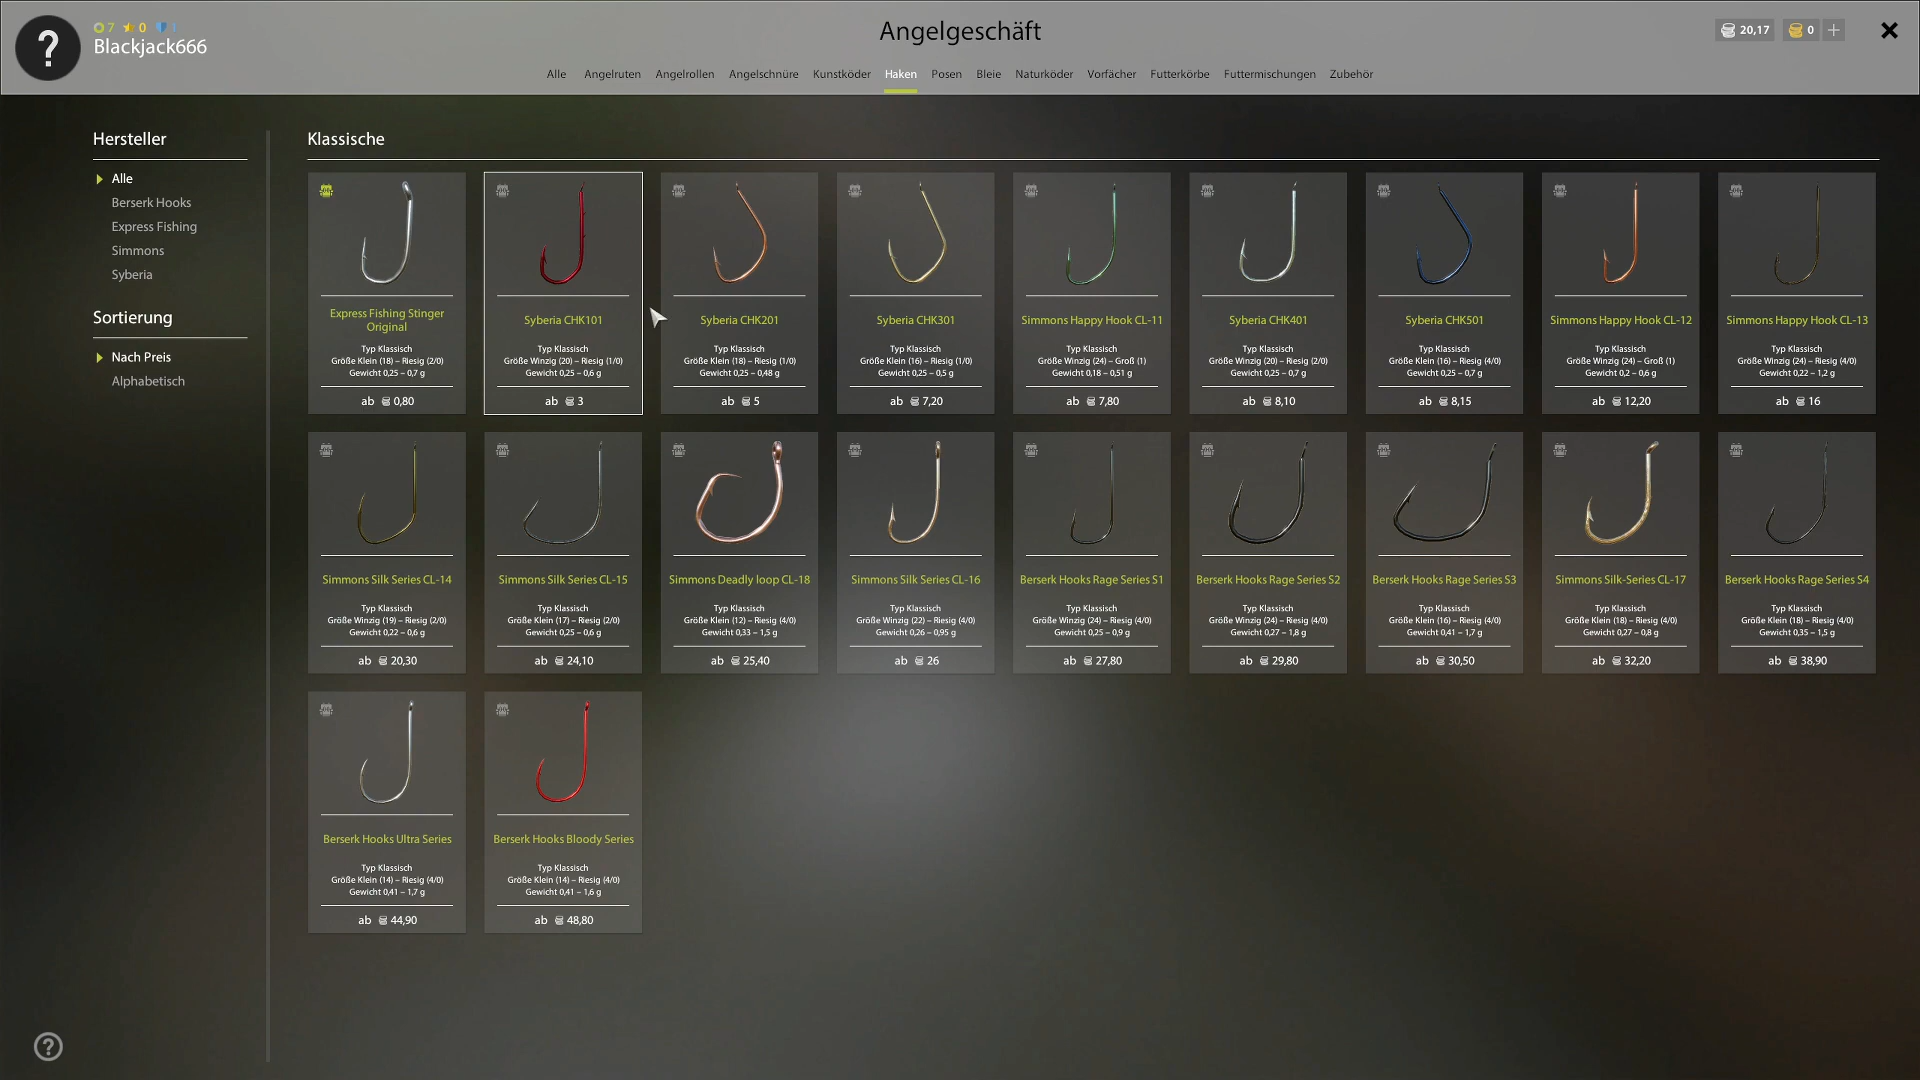 7 0 1
Blackjack666
Angelgeschäft
20,17 0
Alle Angelruten Angelrollen Angelschnüre Kunstköder Haken Posen Bleie Naturköder Vorfächer Futterkörbe Futtermischungen Zubehör
Hersteller
Alle
Berserk Hooks
Express Fishing
Simmons
Syberia
Sortierung
Nach Preis
Alphabetisch
Klassische
Express Fishing Stinger
Original
Typ Klassisch
Größe Klein (18) – Riesig (2/0)
Gewicht 0,25 – 0,7 g
ab 0,80
Syberia CHK101
Typ Klassisch
Größe Winzig (20) – Riesig (1/0)
Gewicht 0,25 – 0,6 g
ab 3
Syberia CHK201
Typ Klassisch
Größe Klein (18) – Riesig (1/0)
Gewicht 0,25 – 0,48 g
ab 5
Syberia CHK301
Typ Klassisch
Größe Klein (16) – Riesig (1/0)
Gewicht 0,25 – 0,5 g
ab 7,20
Simmons Happy Hook CL-11
Typ Klassisch
Größe Winzig (24) – Groß (1)
Gewicht 0,18 – 0,51 g
ab 7,80
Syberia CHK401
Typ Klassisch
Größe Winzig (20) – Riesig (2/0)
Gewicht 0,25 – 0,7 g
ab 8,10
Syberia CHK501
Typ Klassisch
Größe Klein (16) – Riesig (4/0)
Gewicht 0,25 – 0,7 g
ab 8,15
Simmons Happy Hook CL-12
Typ Klassisch
Größe Winzig (24) – Groß (1)
Gewicht 0,2 – 0,6 g
ab 12,20
Simmons Happy Hook CL-13
Typ Klassisch
Größe Winzig (24) – Riesig (4/0)
Gewicht 0,22 – 1,2 g
ab 16
Simmons Silk Series CL-14
Typ Klassisch
Größe Winzig (19) – Riesig (2/0)
Gewicht 0,22 – 0,6 g
ab 20,30
Simmons Silk Series CL-15
Typ Klassisch
Größe Klein (17) – Riesig (2/0)
Gewicht 0,25 – 0,6 g
ab 24,10
Simmons Deadly loop CL-18
Typ Klassisch
Größe Klein (12) – Riesig (4/0)
Gewicht 0,33 – 1,5 g
ab 25,40
Simmons Silk Series CL-16
Typ Klassisch
Größe Winzig (22) – Riesig (4/0)
Gewicht 0,26 – 0,95 g
ab 26
Berserk Hooks Rage Series S1
Typ Klassisch
Größe Winzig (24) – Riesig (4/0)
Gewicht 0,25 – 0,9 g
ab 27,80
Berserk Hooks Rage Series S2
Typ Klassisch
Größe Winzig (24) – Riesig (4/0)
Gewicht 0,27 – 1,8 g
ab 29,80
Berserk Hooks Rage Series S3
Typ Klassisch
Größe Klein (16) – Riesig (4/0)
Gewicht 0,41 – 1,7 g
ab 30,50
Simmons Silk-Series CL-17
Typ Klassisch
Größe Klein (18) – Riesig (4/0)
Gewicht 0,27 – 0,8 g
ab 32,20
Berserk Hooks Rage Series S4
Typ Klassisch
Größe Klein (18) – Riesig (4/0)
Gewicht 0,35 – 1,5 g
ab 38,90
Berserk Hooks Ultra Series
Typ Klassisch
Größe Klein (14) – Riesig (4/0)
Gewicht 0,41 – 1,7 g
ab 44,90
Berserk Hooks Bloody Series
Typ Klassisch
Größe Klein (14) – Riesig (4/0)
Gewicht 0,41 – 1,6 g
ab 48,80